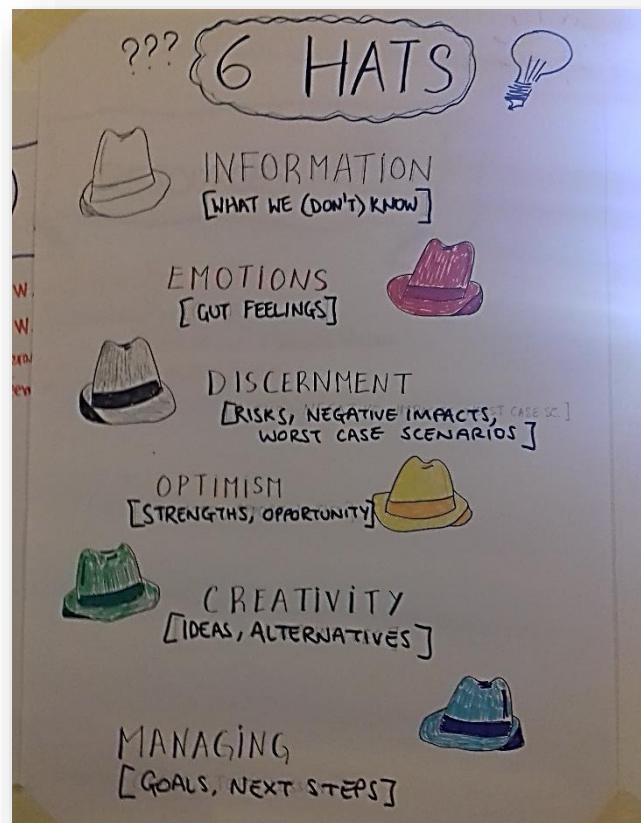 ??? 6 HATS
INFORMATION
[WHAT WE (DON'T) KNOW]
EMOTIONS
[GUT FEELINGS]
DISCERNMENT
[RISKS, NEGATIVE IMPACTS,
WORST CASE SCENARIOS]
OPTIMISM
[STRENGTHS, OPPORTUNITY]
CREATIVITY
[IDEAS, ALTERNATIVES]
MANAGING
[GOALS, NEXT STEPS]
W.
W.